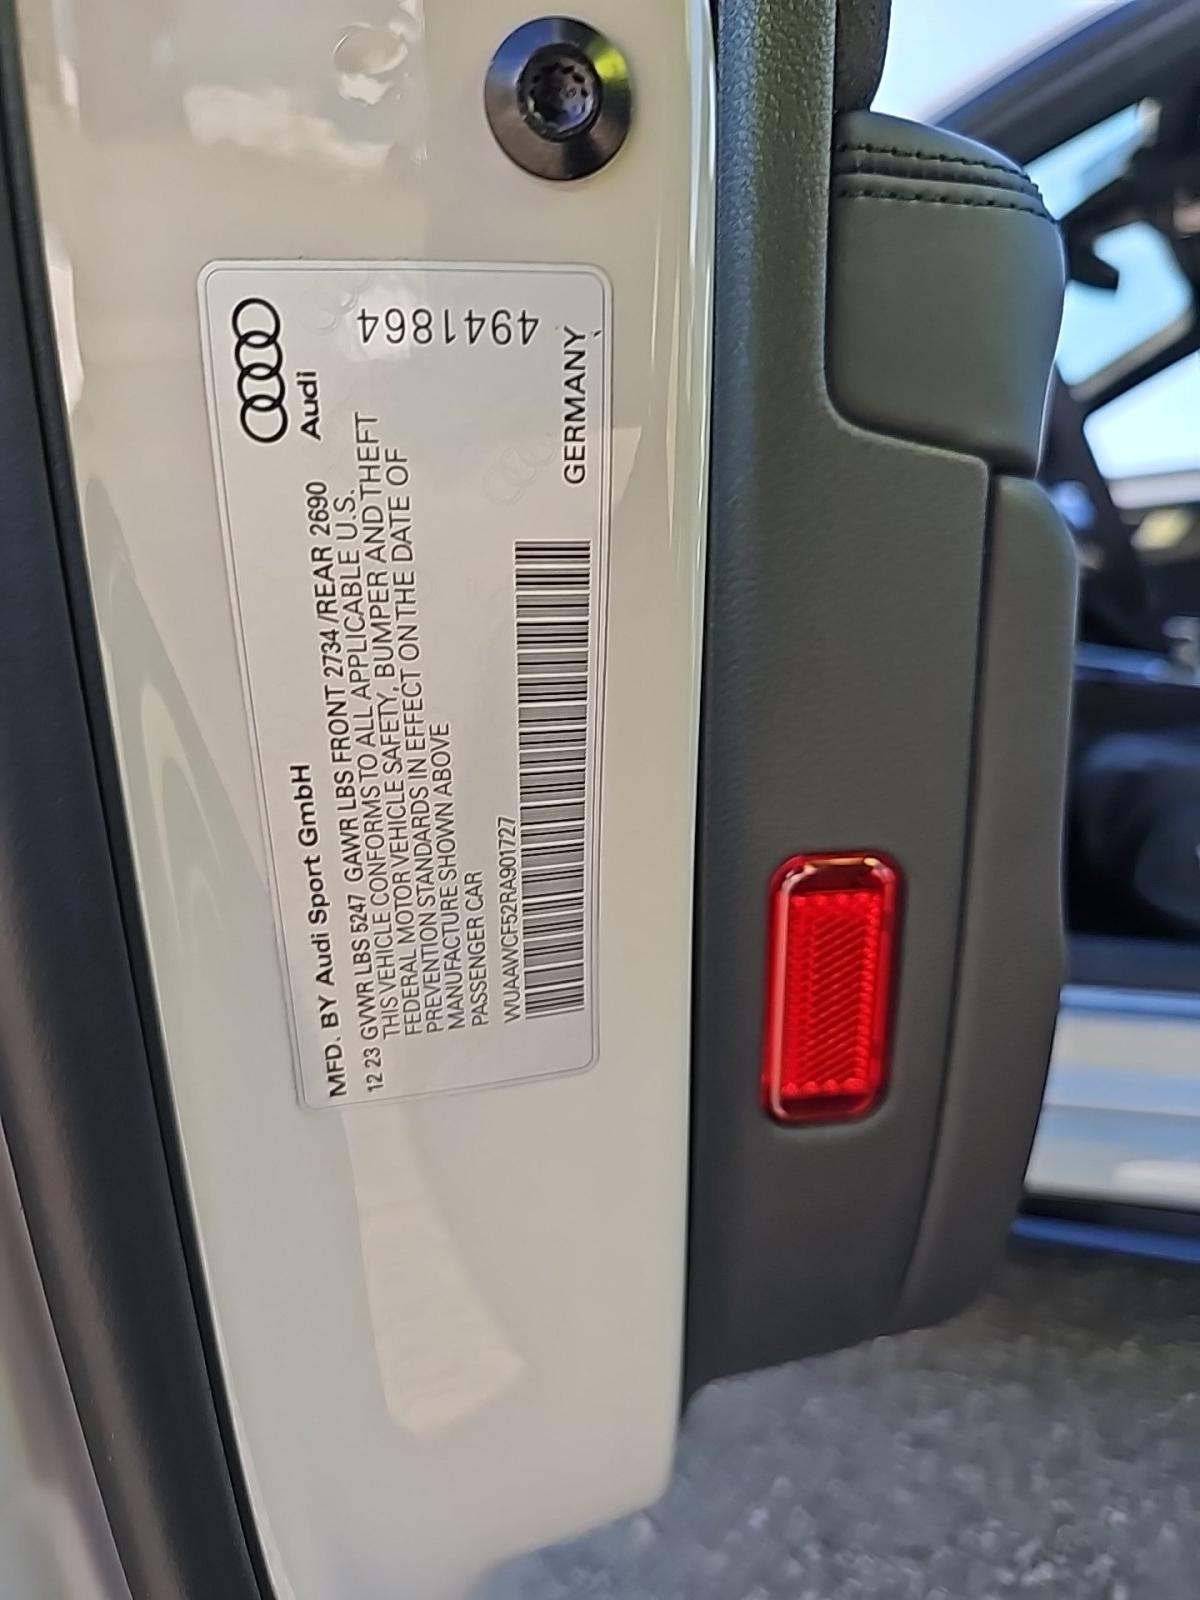 Audi
MFD. BY Audi Sport GmbH
12 23 GVWR LBS 5247 GAWR LBS FRONT 2734 /REAR 2690
THIS VEHICLE CONFORMS TO ALL APPLICABLE U.S.
FEDERAL MOTOR VEHICLE SAFETY, BUMPER AND THEFT
PREVENTION STANDARDS IN EFFECT ON THE DATE OF
MANUFACTURE SHOWN ABOVE
PASSENGER CAR
WUAAWCF52RA901727
GERMANY
4941864